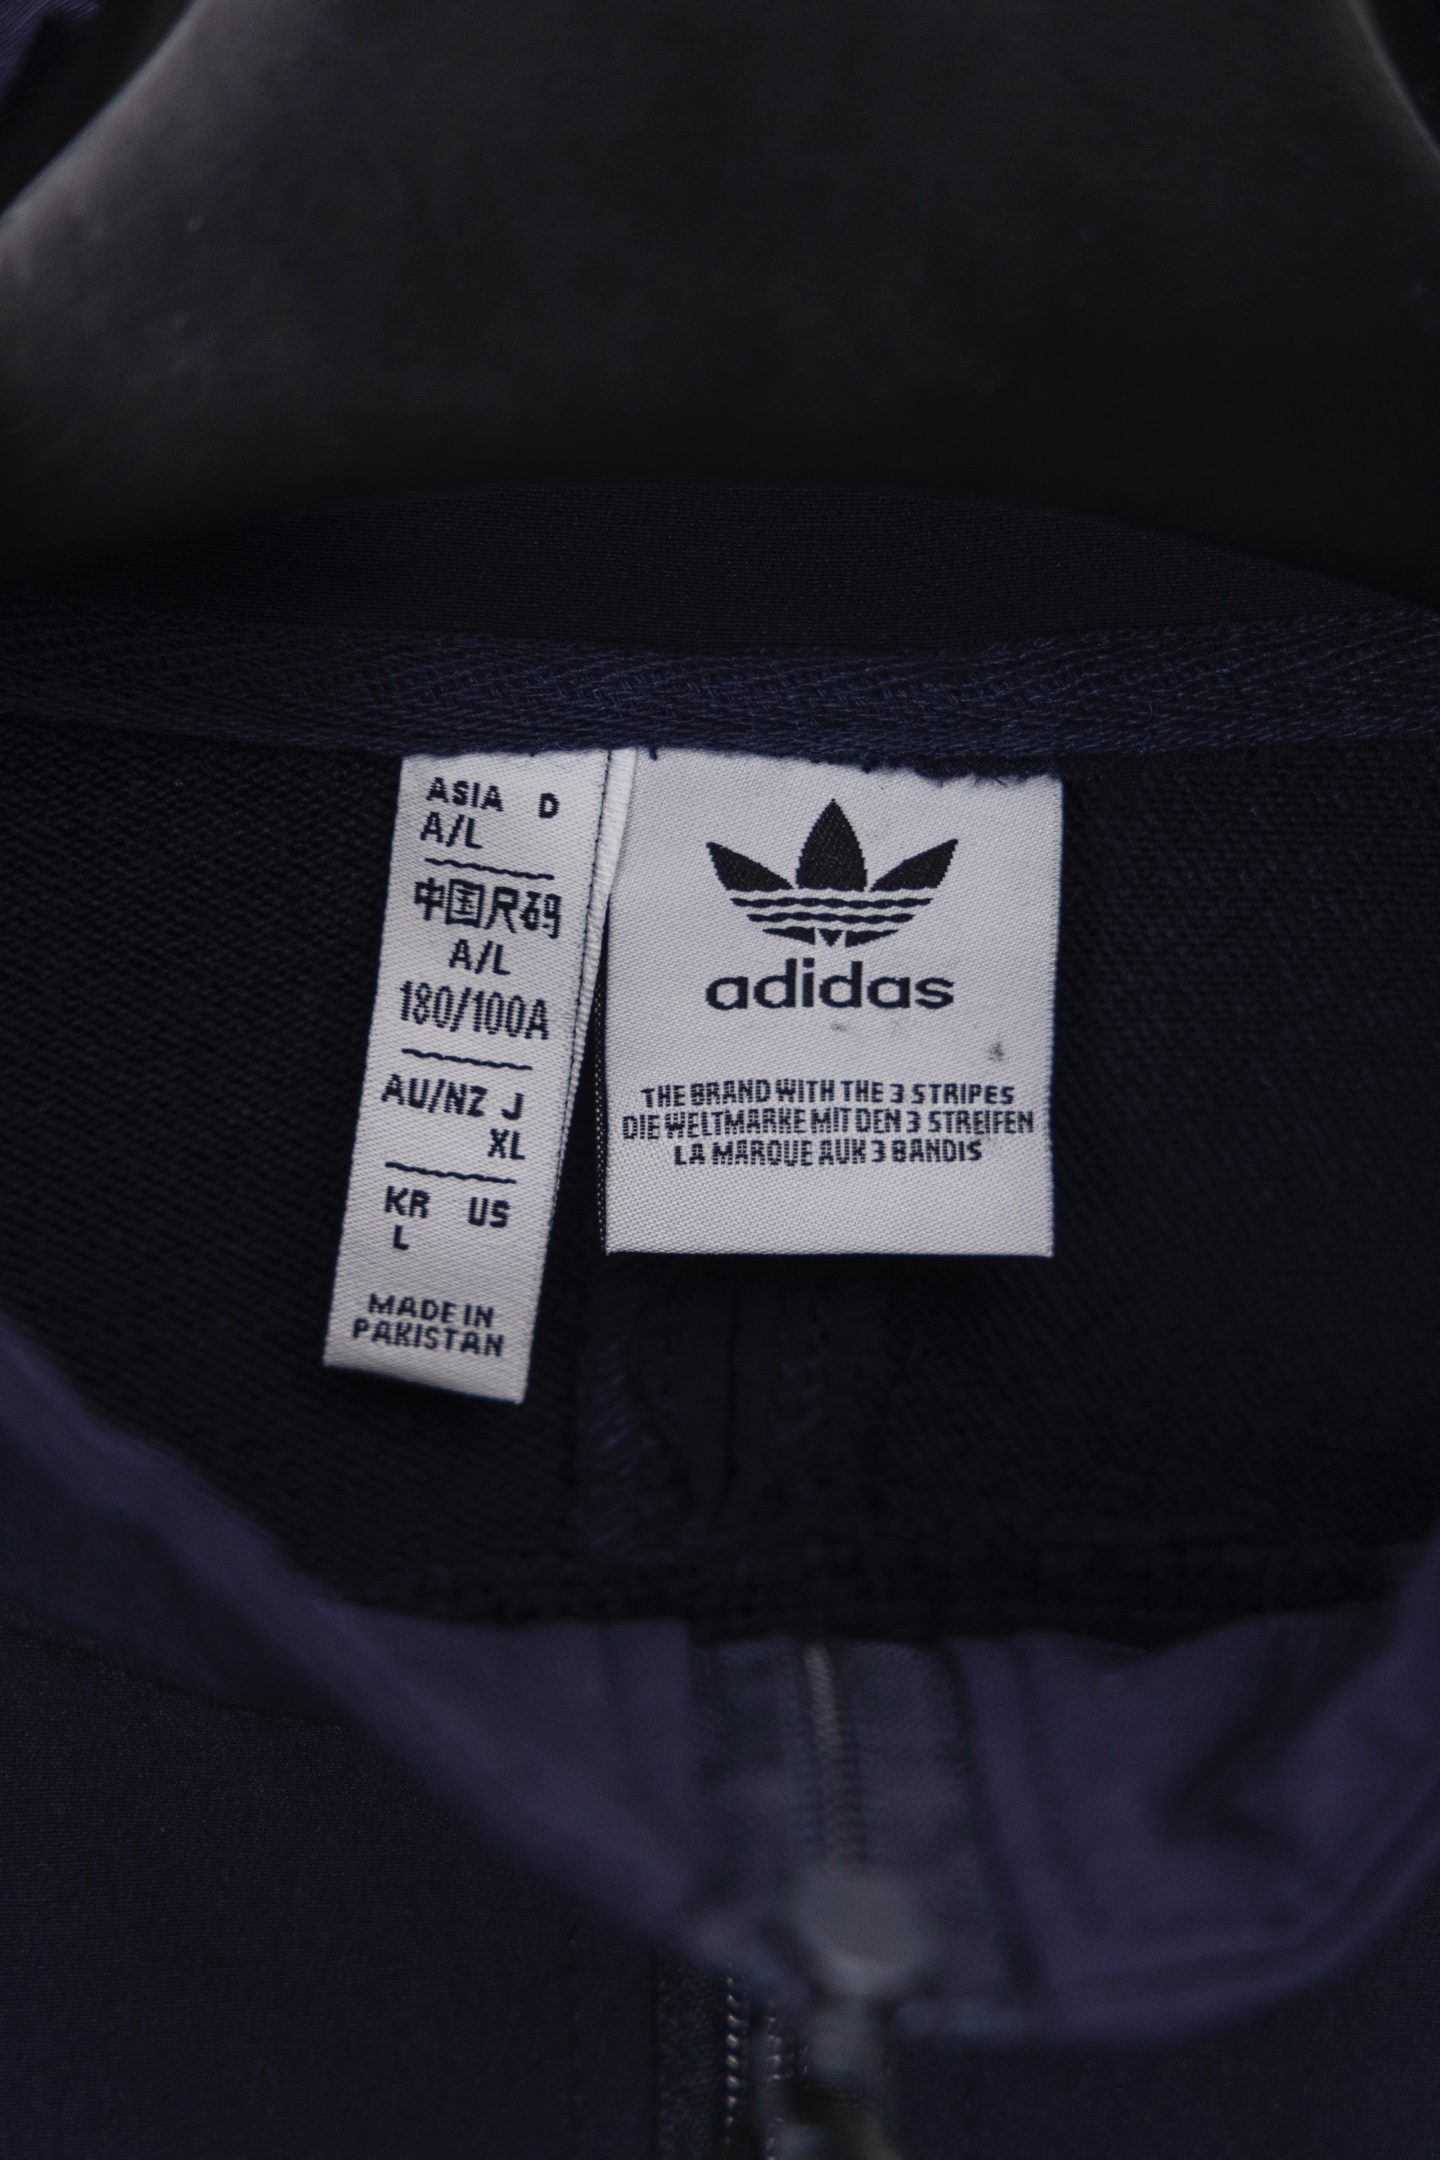 ASIA D
A/L
中国尺码
A/L
180/100A
AU/NZ J
XL
KR US
L
MADE IN
PAKISTAN
adidas
THE BRAND WITH THE 3 STRIPES
DIE WELTMARKE MIT DEN 3 STREIFEN
LA MARQUE AUX 3 BANDIS